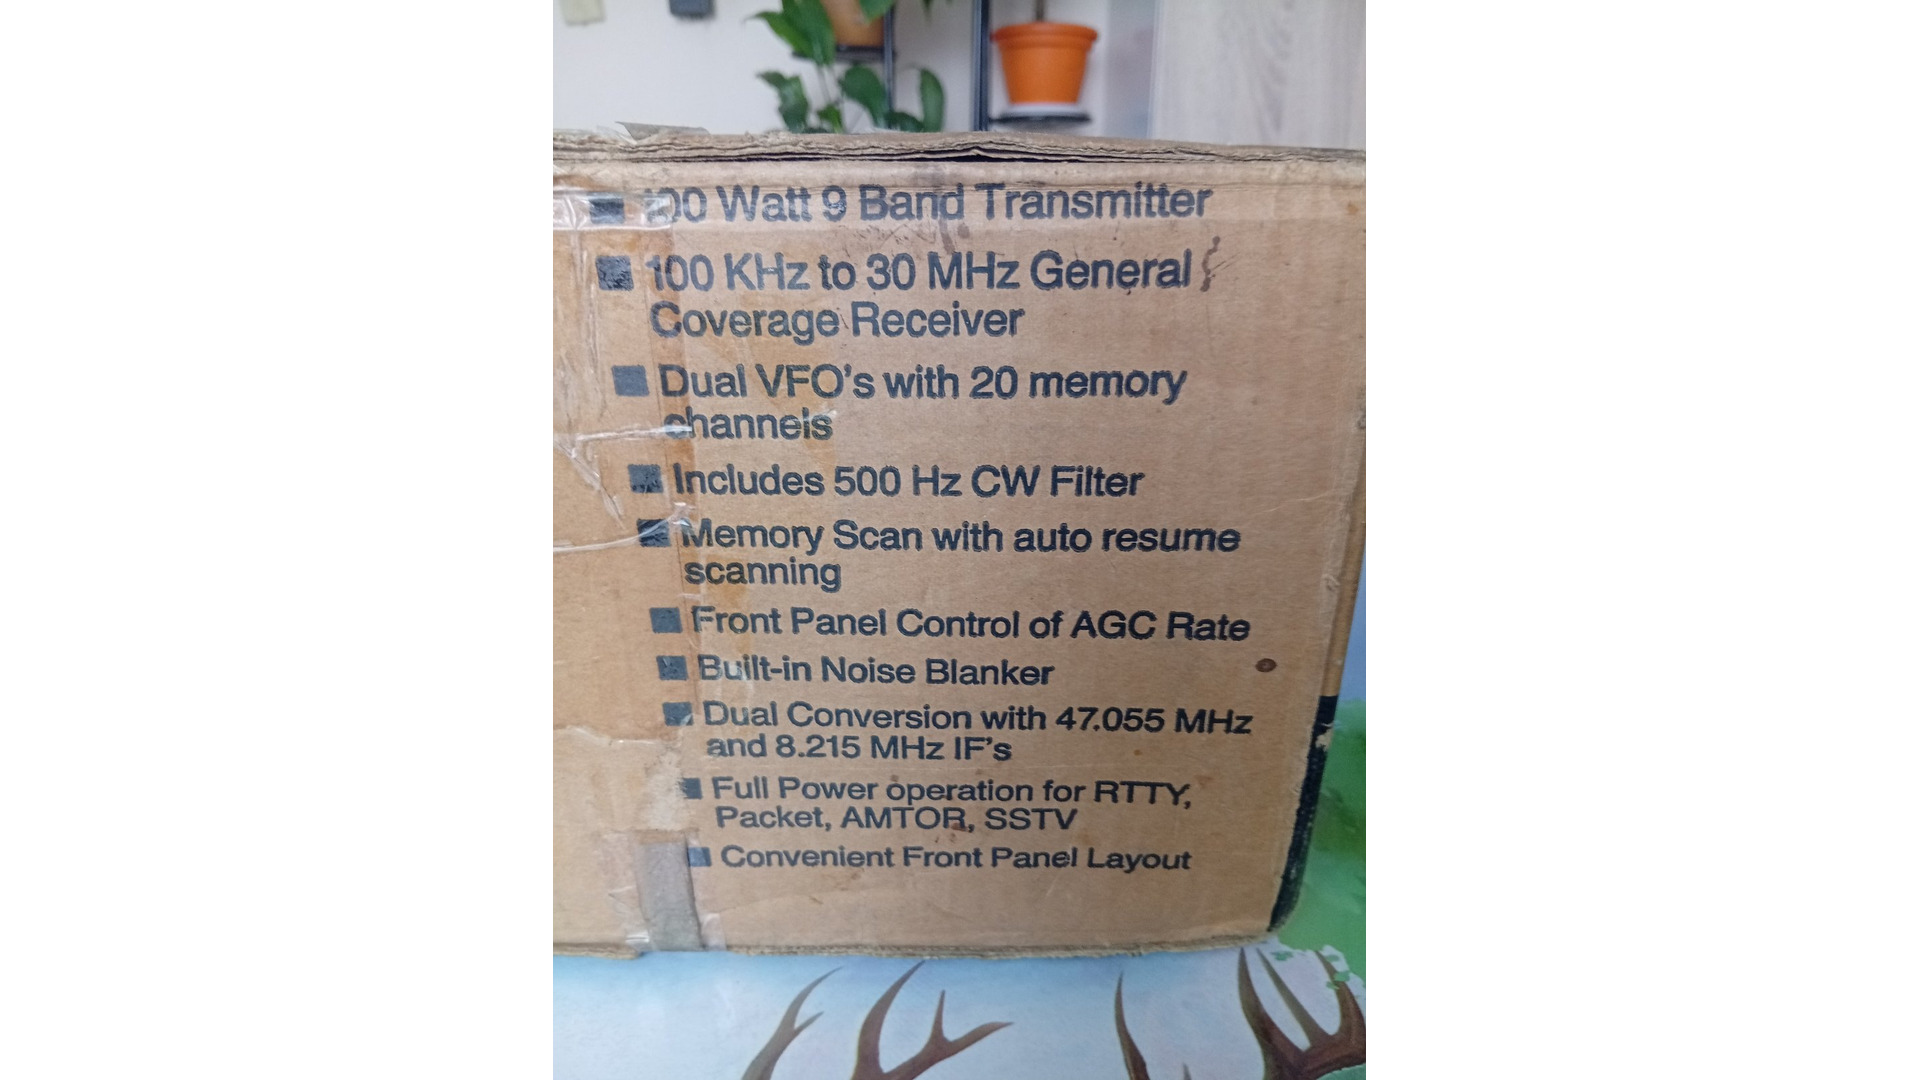 100 Watt 9 Band Transmitter
100 KHz to 30 MHz General
Coverage Receiver
Dual VFO's with 20 memory
channels
Includes 500 Hz CW Filter
Memory Scan with auto resume
scanning
Front Panel Control of AGC Rate
Built-in Noise Blanker
Dual Conversion with 47.055 MHz
and 8.215 MHz IF's
Full Power operation for RTTY,
Packet, AMTOR, SSTV
Convenient Front Panel Layout